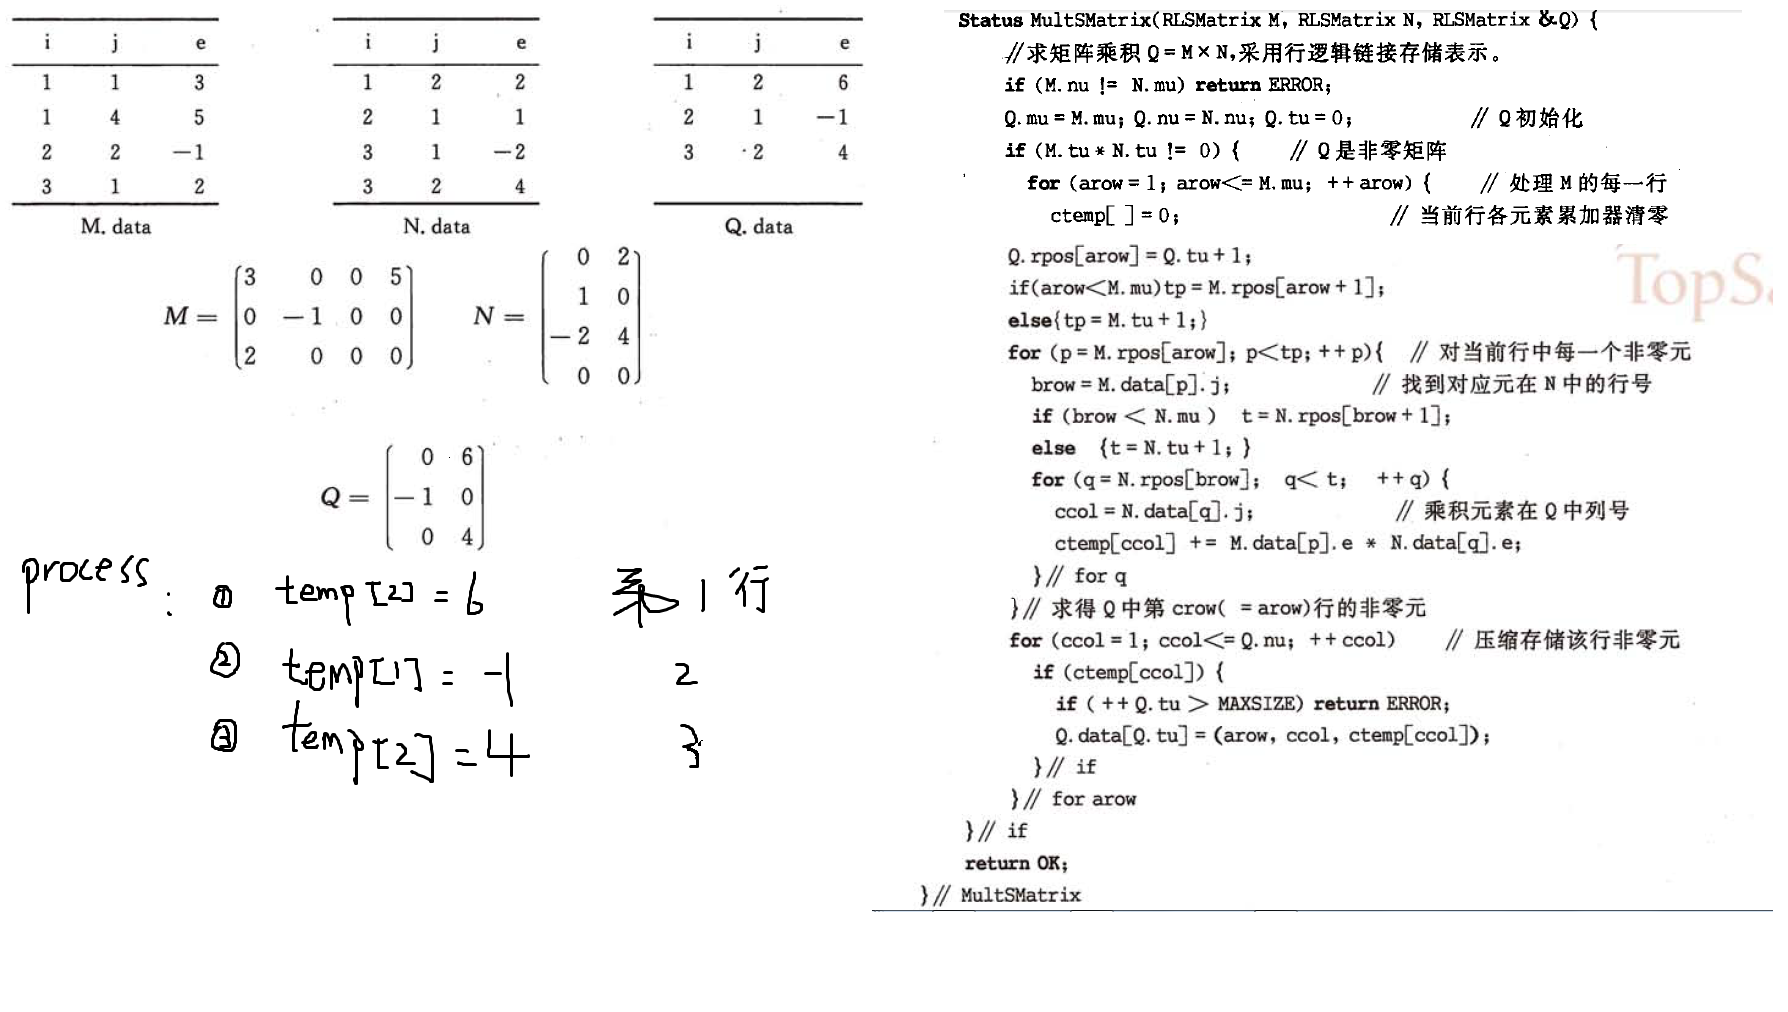 i j e
1 1 3
1 4 5
2 2 −1
3 1 2
M. data
i j e
1 2 2
2 1 1
3 1 −2
3 2 4
N. data
i j e
1 2 6
2 1 −1
3 2 4
Q. data
M =
3 0 0 5
0 −1 0 0
2 0 0 0
N =
0 2
1 0
−2 4
0 0
Q =
0 6
−1 0
0 4
process :
① temp[2] = 6 1 行
② temp[1] = -1 2
③ temp[2] = 4 3
Status MultSMatrix(RLSMatrix M, RLSMatrix N, RLSMatrix &Q) {
//求矩阵乘积 Q=M×N,采用行逻辑链接存储表示。
if (M.nu != N.mu) return ERROR;
Q.mu = M.mu; Q.nu = N.nu; Q.tu = 0; // Q初始化
if (M.tu * N.tu != 0) { // Q是非零矩阵
for (arow = 1; arow<= M.mu; ++arow) { // 处理M的每一行
ctemp[ ] = 0; // 当前行各元素累加器清零
Q.rpos[arow] = Q.tu + 1;
if(arow<M.mu)tp = M.rpos[arow + 1];
else{tp = M.tu + 1;}
for (p = M.rpos[arow]; p<tp; ++p){ // 对当前行中每一个非零元
brow = M.data[p].j; // 找到对应元在N中的行号
if (brow < N.mu ) t = N.rpos[brow + 1];
else {t = N.tu + 1; }
for (q = N.rpos[brow]; q< t; ++q) {
ccol = N.data[q].j; // 乘积元素在Q中列号
ctemp[ccol] += M.data[p].e * N.data[q].e;
}// for q
}// 求得Q中第crow( = arow)行的非零元
for (ccol = 1; ccol<= Q.nu; ++ccol) // 压缩存储该行非零元
if (ctemp[ccol]) {
if (++Q.tu > MAXSIZE) return ERROR;
Q.data[Q.tu] = (arow, ccol, ctemp[ccol]);
}// if
}// for arow
}// if
return OK;
}// MultSMatrix
TopS